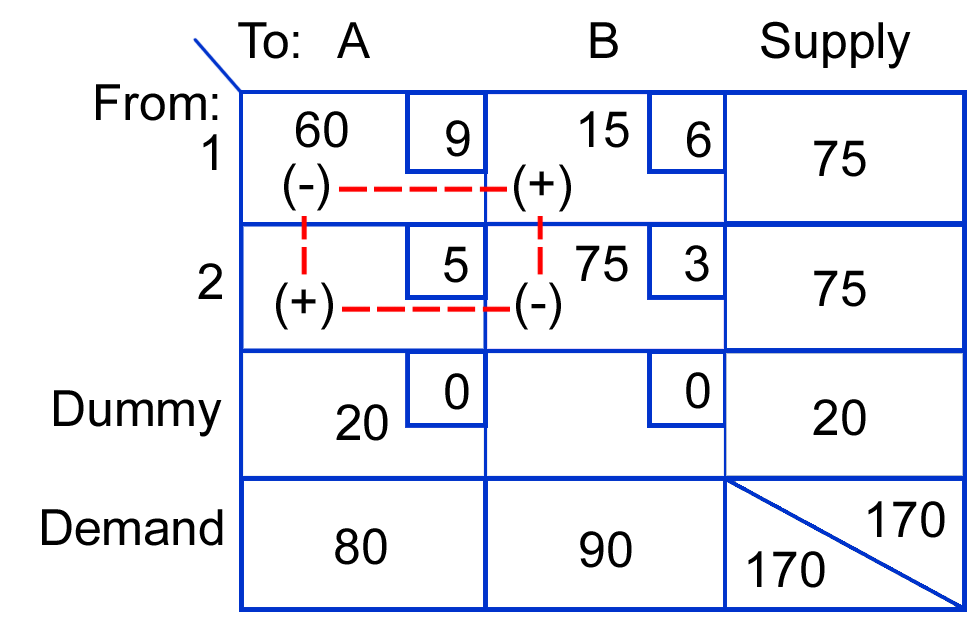 To: A B Supply
From:
1 60 9 15 6 75
(-) (+)
2 5 75 3 75
(+) (-)
Dummy 20 0 0 20
Demand 80 90 170 170